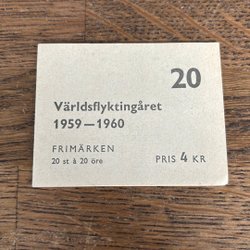 20
Världsflyktingåret
1959—1960
FRIMÄRKEN
20 st à 20 öre
PRIS 4 KR